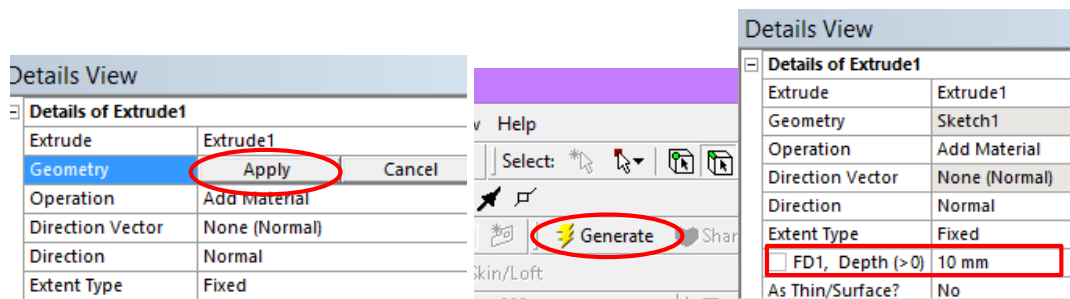 Details View
Details of Extrude1
Extrude Extrude1
Geometry Apply Cancel
Operation Add Material
Direction Vector None (Normal)
Direction Normal
Extent Type Fixed
Help
Select:
Generate Shar
kin/Loft
Details View
Details of Extrude1
Extrude Extrude1
Geometry Sketch1
Operation Add Material
Direction Vector None (Normal)
Direction Normal
Extent Type Fixed
FD1, Depth (>0) 10 mm
As Thin/Surface? No